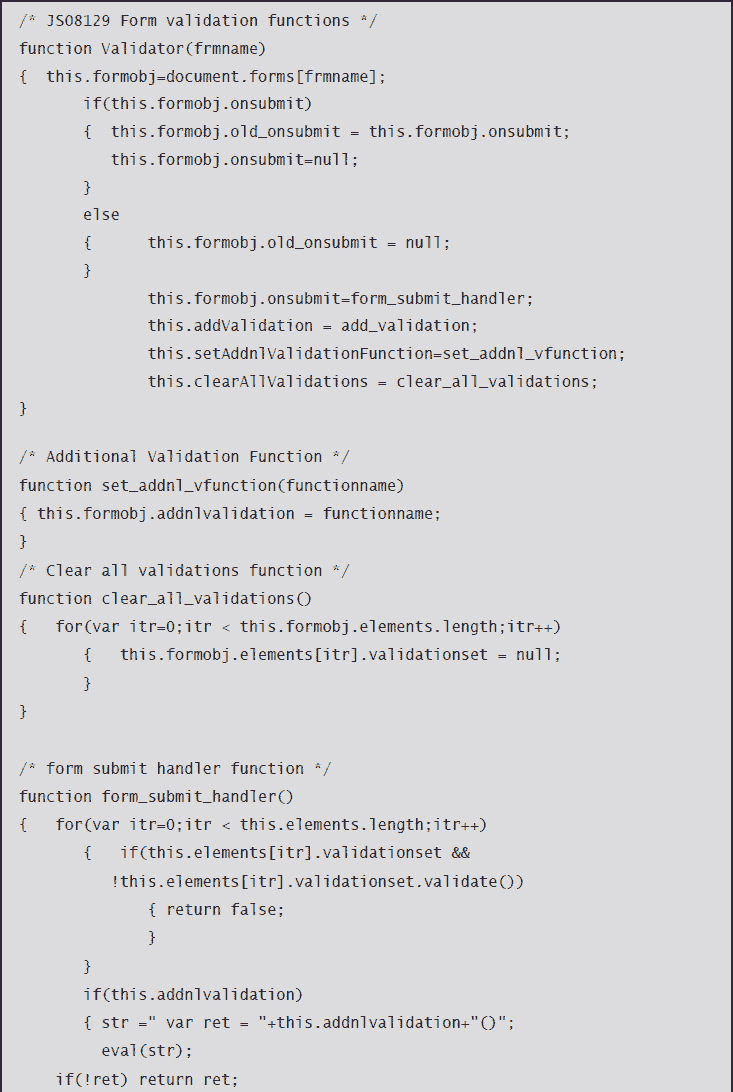 /* JS08129 Form validation functions */
function Validator(frmname)
{  this.formobj=document.forms[frmname];
       if(this.formobj.onsubmit)
       {  this.formobj.old_onsubmit = this.formobj.onsubmit;
          this.formobj.onsubmit=null;
       }
       else
       {      this.formobj.old_onsubmit = null;
       }
              this.formobj.onsubmit=form_submit_handler;
              this.addValidation = add_validation;
              this.setAddnlValidationFunction=set_addnl_vfunction;
              this.clearAllValidations = clear_all_validations;
}
/* Additional Validation Function */
function set_addnl_vfunction(functionname)
{ this.formobj.addnlvalidation = functionname;
}
/* Clear all validations function */
function clear_all_validations()
{   for(var itr=0;itr < this.formobj.elements.length;itr++)
       {   this.formobj.elements[itr].validationset = null;
       }
}
/* form submit handler function */
function form_submit_handler()
{   for(var itr=0;itr < this.elements.length;itr++)
       {   if(this.elements[itr].validationset &&
          !this.elements[itr].validationset.validate())
              { return false;
              }
       }
       if(this.addnlvalidation)
       { str =" var ret = "+this.addnlvalidation+"()";
         eval(str);
    if(!ret) return ret;